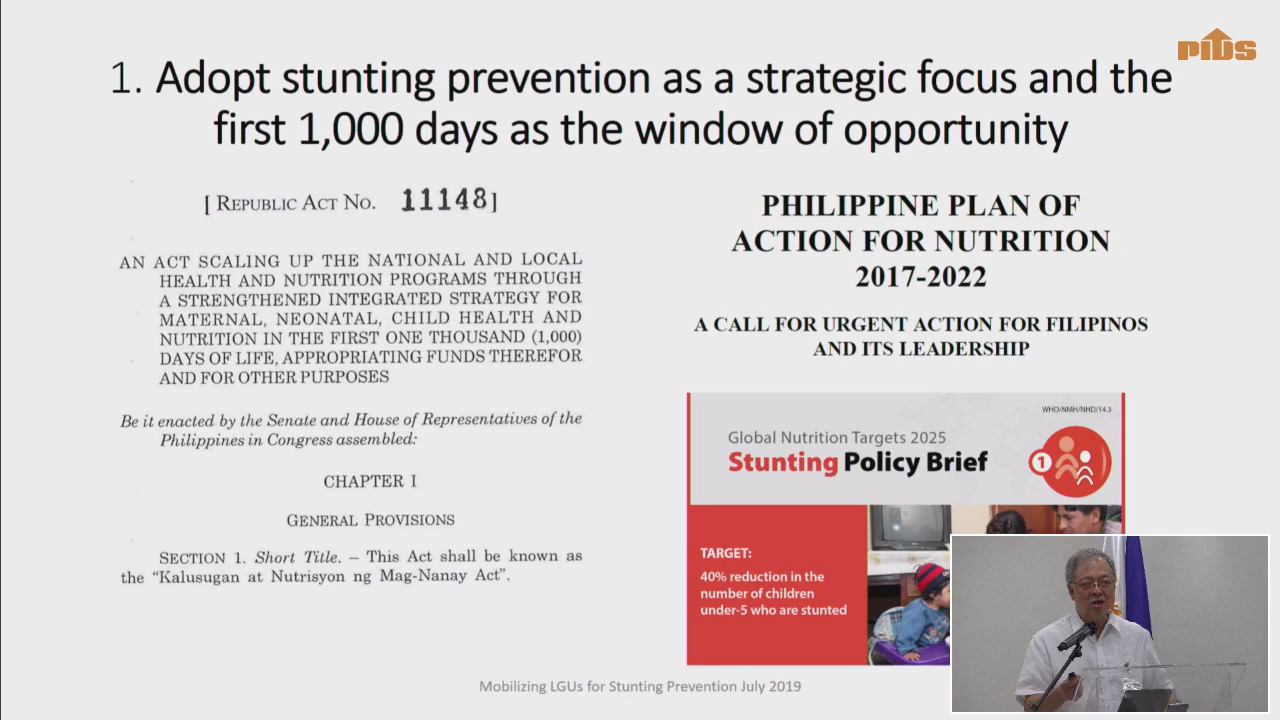 PIDS
1. Adopt stunting prevention as a strategic focus and the
first 1,000 days as the window of opportunity
[ REPUBLIC ACT NO. 11148]
AN ACT SCALING UP THE NATIONAL AND LOCAL
HEALTH AND NUTRITION PROGRAMS THROUGH
A STRENGTHENED INTEGRATED STRATEGY FOR
MATERNAL, NEONATAL, CHILD HEALTH AND
NUTRITION IN THE FIRST ONE THOUSAND (1,000)
DAYS OF LIFE, APPROPRIATING FUNDS THEREFOR
AND FOR OTHER PURPOSES
Be it enacted by the Senate and House of Representatives of the
Philippines in Congress assembled:
CHAPTER I
GENERAL PROVISIONS
SECTION 1. Short Title. – This Act shall be known as
the “Kalusugan at Nutrisyon ng Mag-Nanay Act”.
PHILIPPINE PLAN OF
ACTION FOR NUTRITION
2017-2022
A CALL FOR URGENT ACTION FOR FILIPINOS
AND ITS LEADERSHIP
WHO/NMH/NHD/14.3
Global Nutrition Targets 2025
Stunting Policy Brief
1
TARGET:
40% reduction in the
number of children
under-5 who are stunted
Mobilizing LGUs for Stunting Prevention July 2019